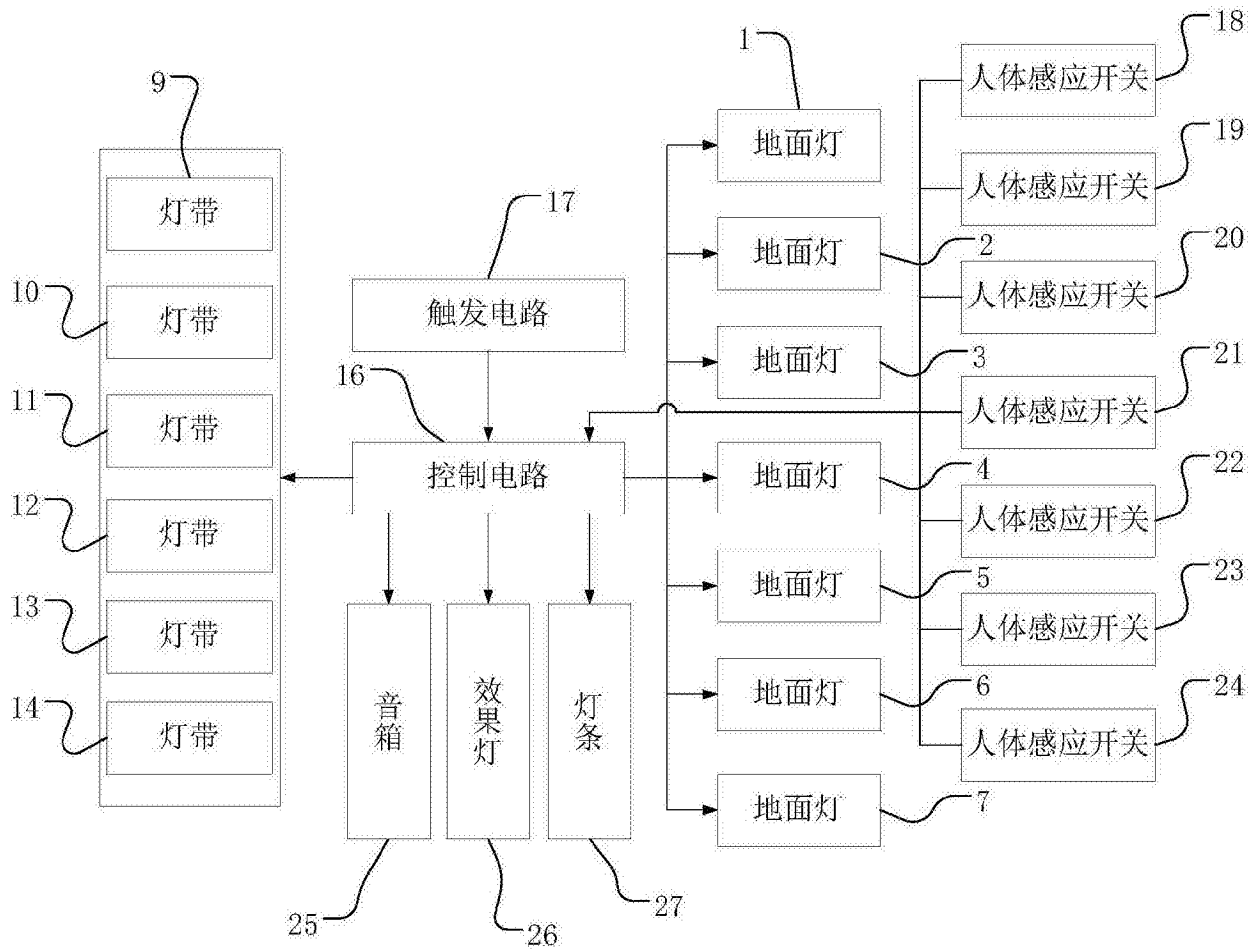 1
18
人体感应开关
9
地面灯
19
人体感应开关
灯带
17
地面灯
2
20
人体感应开关
10
灯带
触发电路
地面灯
3
21
人体感应开关
11
灯带
16
控制电路
地面灯
4
22
人体感应开关
12
灯带
地面灯
5
23
人体感应开关
13
灯带
地面灯
6
24
人体感应开关
14
灯带
音箱
效果灯
灯条
地面灯
7
25
26
27